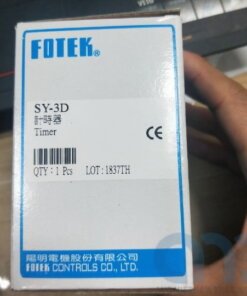 FOTEK®
SY-3D
計時器
Timer
CE
QTY : 1 Pcs LOT:1837TH
陽明電機股份有限公司
FOTEK CONTROLS CO., LTD.